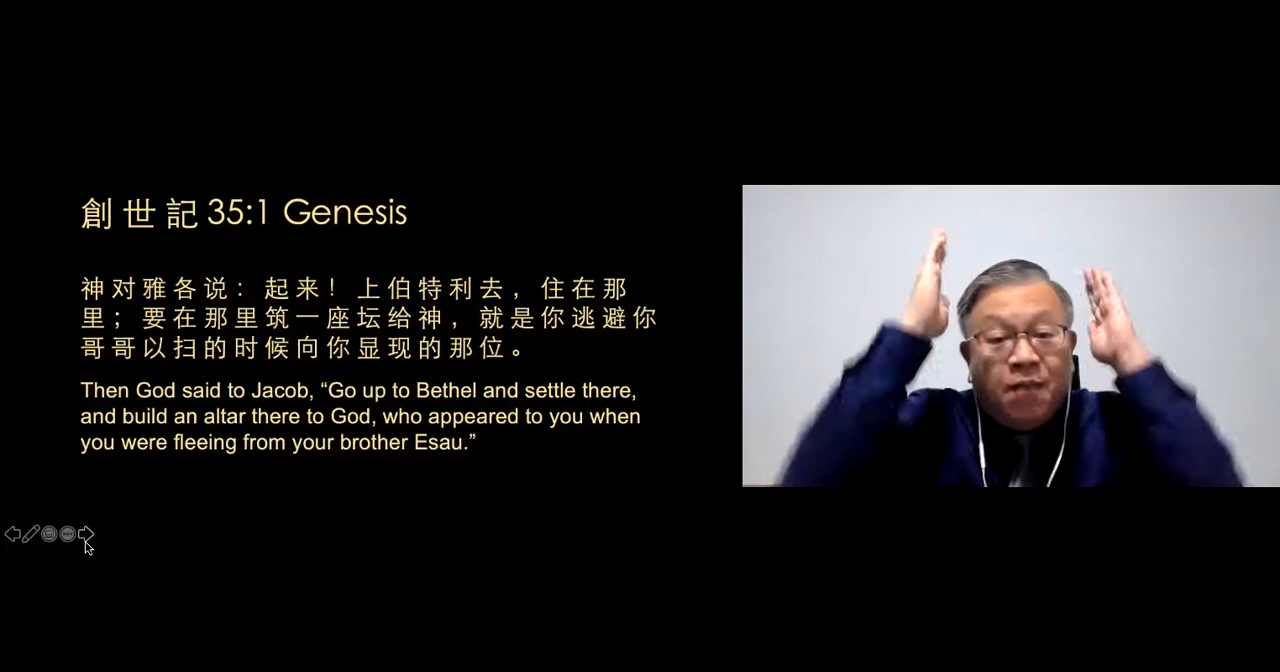 創世記 35:1 Genesis
神对雅各说：起来！上伯特利去，住在那
里；要在那里筑一座坛给神，就是你逃避你
哥哥以扫的时候向你显现的那位。
Then God said to Jacob, “Go up to Bethel and settle there,
and build an altar there to God, who appeared to you when
you were fleeing from your brother Esau.”